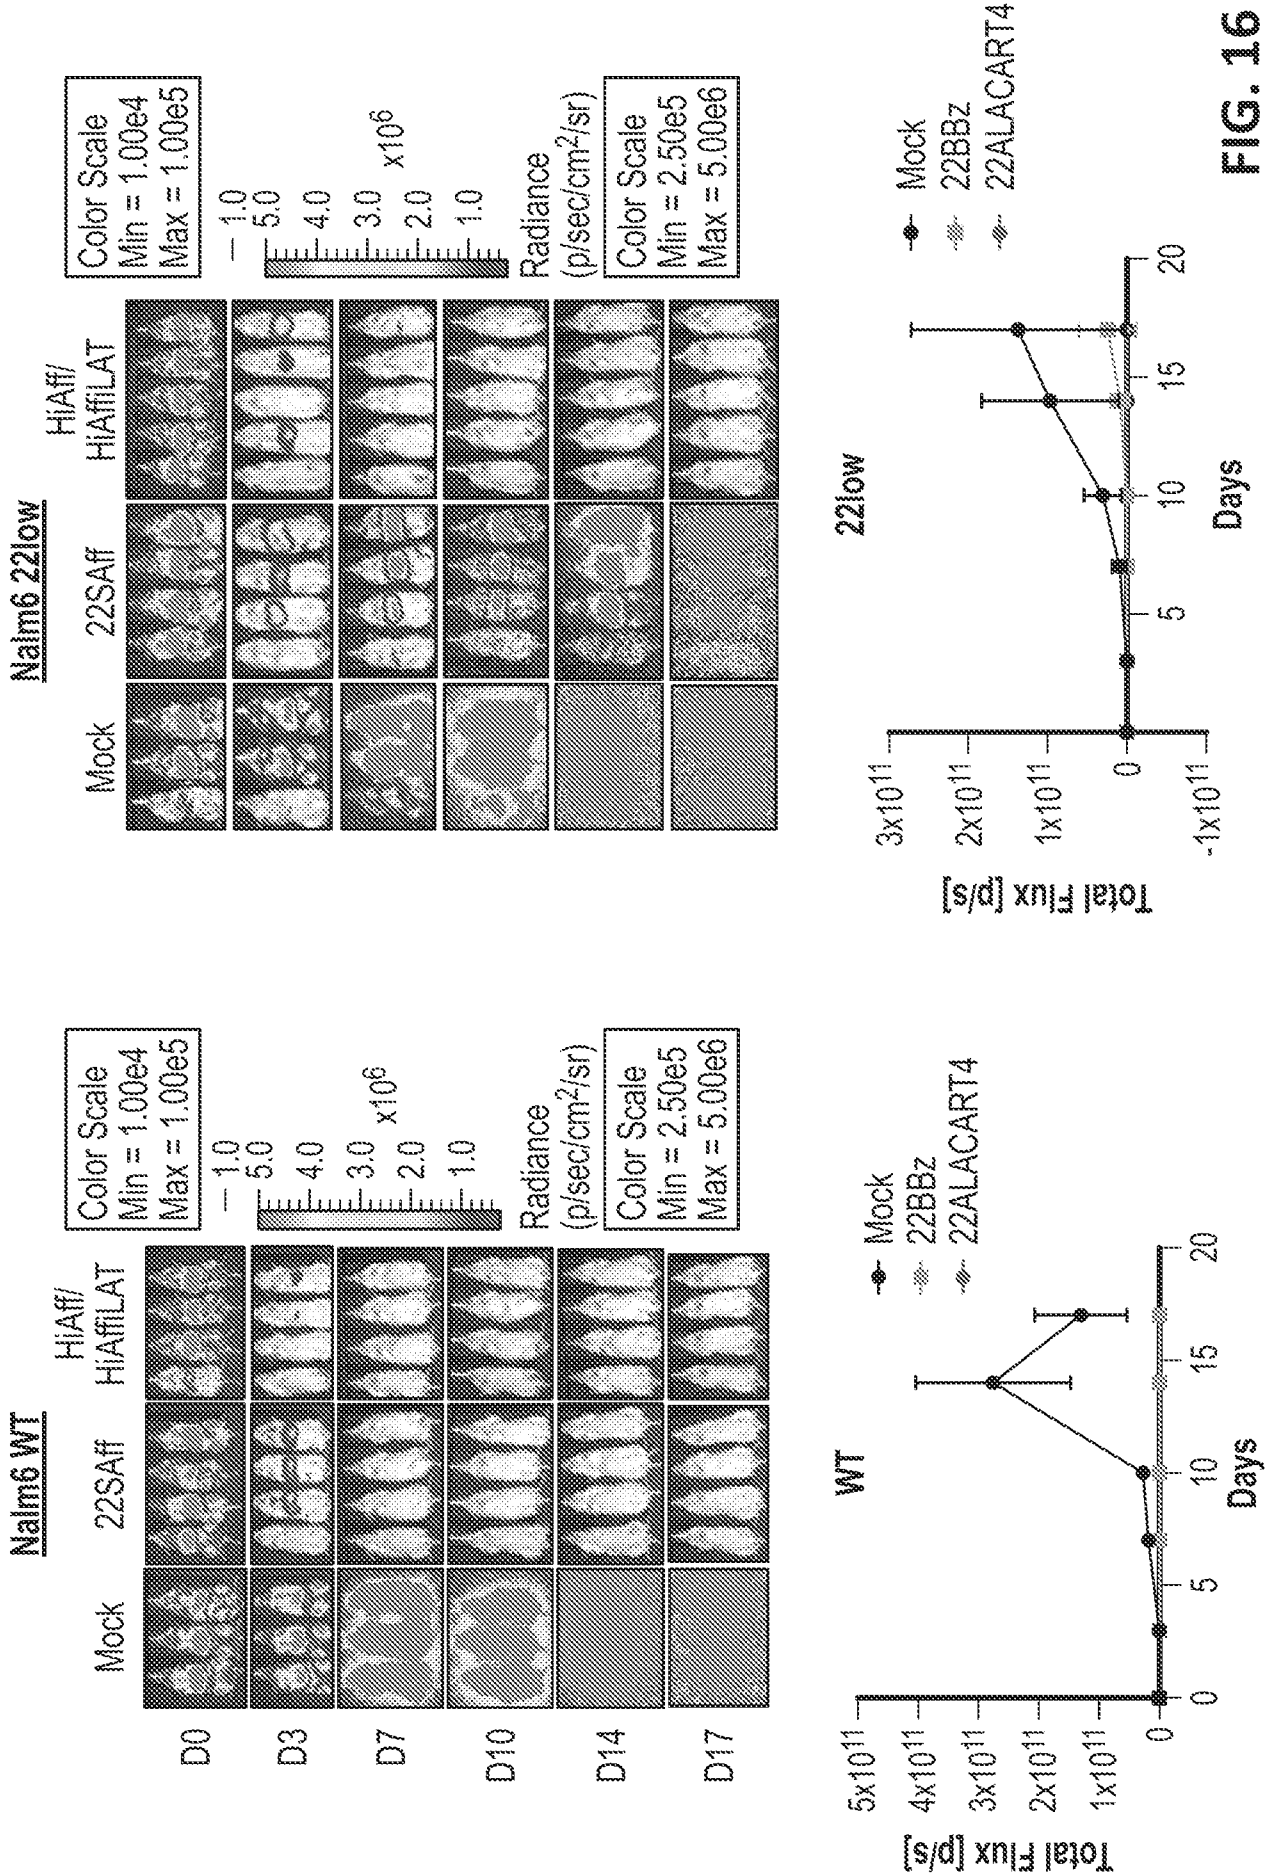 Nalm6 WT
Mock
22SAff
HiAff/
HiAffiLAT
D0
D3
D7
D10
D14
D17
Color Scale
Min = 1.00e4
Max = 1.00e5
1.0
5.0
4.0
3.0
2.0
1.0
x10⁶
Radiance
(p/sec/cm²/sr)
Color Scale
Min = 2.50e5
Max = 5.00e6
Nalm6 22low
Mock
22SAff
HiAff/
HiAffiLAT
Color Scale
Min = 1.00e4
Max = 1.00e5
1.0
5.0
4.0
3.0
2.0
1.0
x10⁶
Radiance
(p/sec/cm²/sr)
Color Scale
Min = 2.50e5
Max = 5.00e6
WT
Total Flux [p/s]
5x10¹¹
4x10¹¹
3x10¹¹
2x10¹¹
1x10¹¹
0
0
5
10
15
20
Days
Mock
22BBz
22ALACART4
22low
Total Flux [p/s]
3x10¹¹
2x10¹¹
1x10¹¹
0
-1x10¹¹
5
10
15
20
Days
Mock
22BBz
22ALACART4
FIG. 16